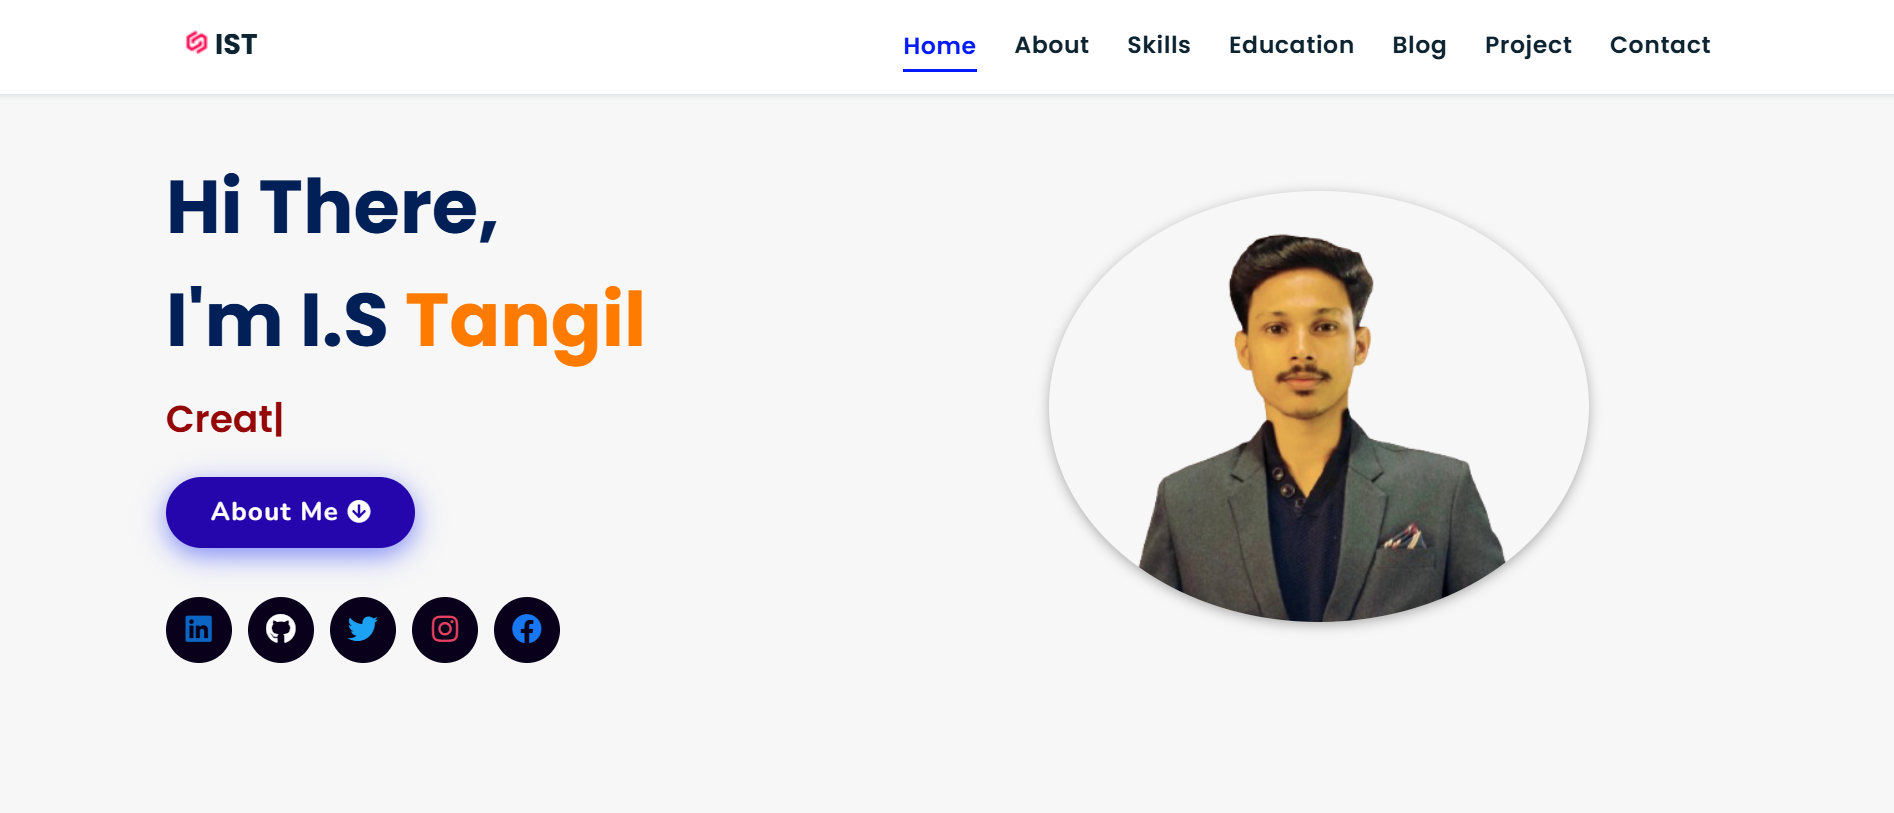 IST
Home About Skills Education Blog Project Contact
Hi There,
I'm I.S Tangil
Creat|
About Me